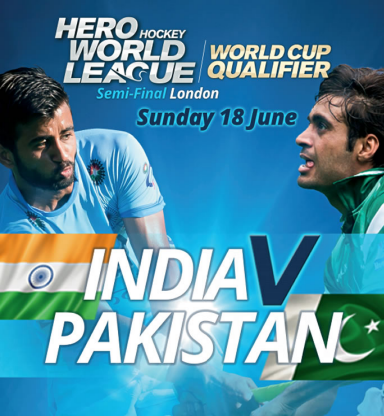 HERO HOCKEY
WORLD
LEAGUE
WORLD CUP
QUALIFIER
Semi-Final London
Sunday 18 June
INDIA V
PAKISTAN